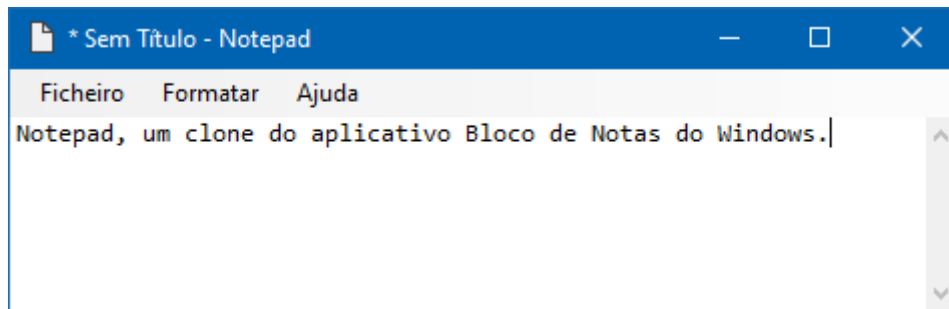 * Sem Título - Notepad
Ficheiro Formatar Ajuda
Notepad, um clone do aplicativo Bloco de Notas do Windows.